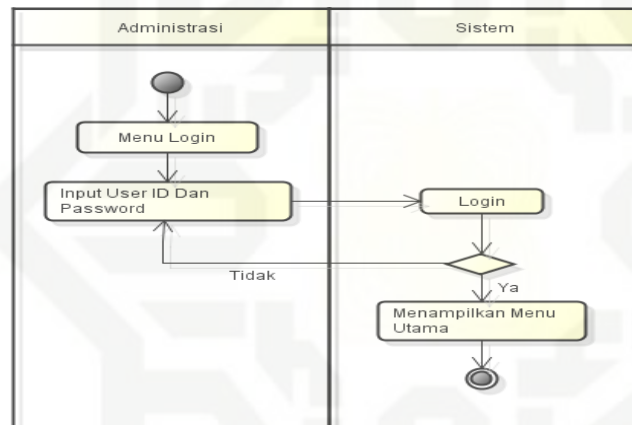 Administrasi
Sistem
Menu Login
Input User ID Dan
Password
Login
Tidak
Ya
Menampilkan Menu
Utama